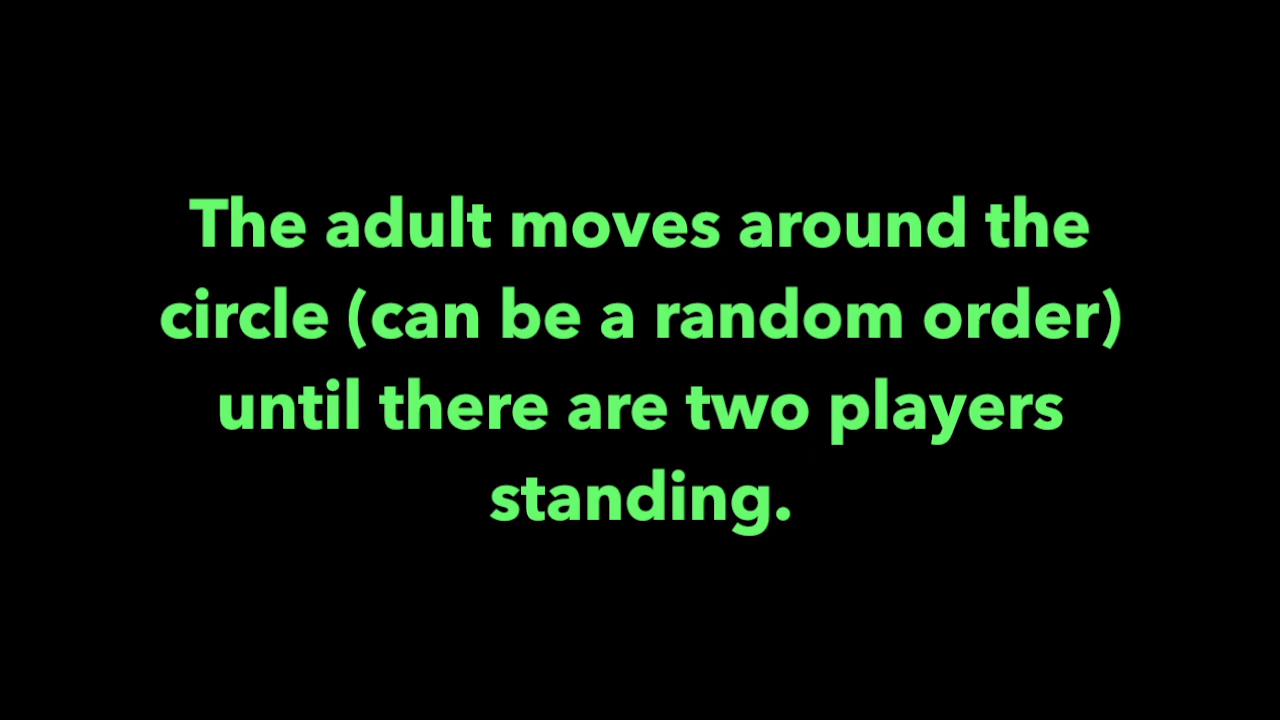 The adult moves around the
circle (can be a random order)
until there are two players
standing.